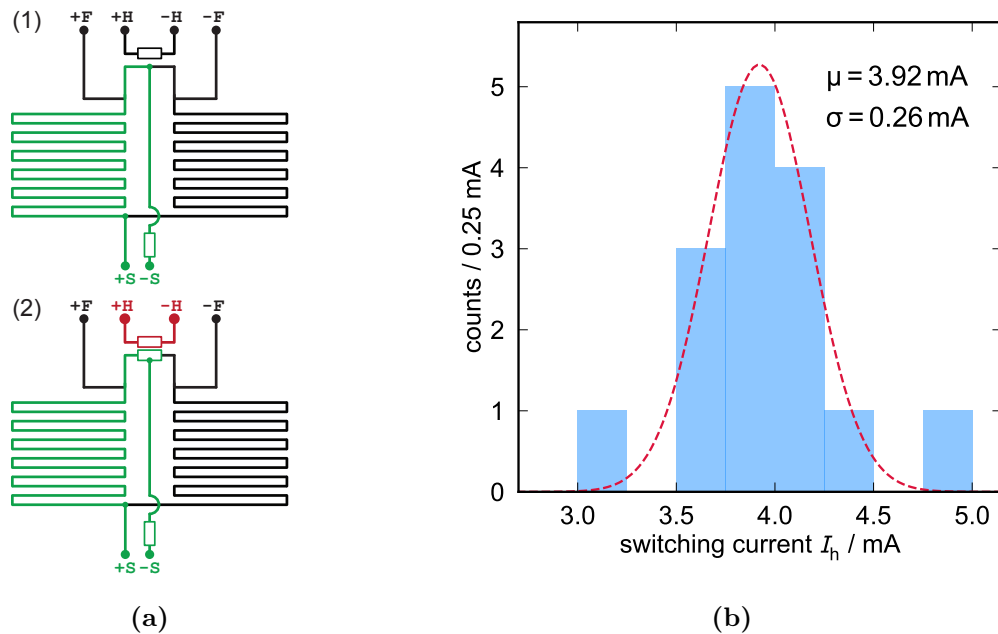 (1)
+F +H −H −F
+S −S
(2)
+F +H −H −F
+S −S
(a)
counts / 0.25 mA
5
4
3
2
1
0
μ = 3.92 mA
σ = 0.26 mA
3.0 3.5 4.0 4.5 5.0
switching current I_h / mA
(b)